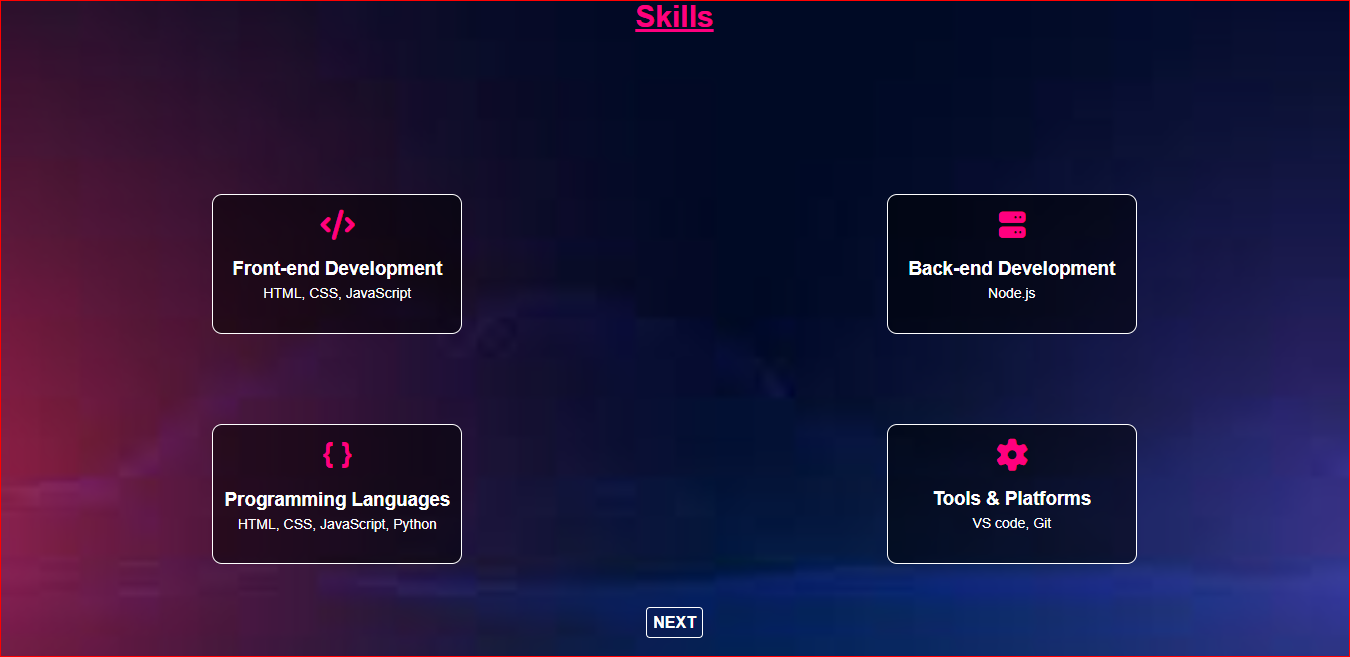 Skills
Front-end Development
HTML, CSS, JavaScript
Back-end Development
Node.js
Programming Languages
HTML, CSS, JavaScript, Python
Tools & Platforms
VS code, Git
NEXT